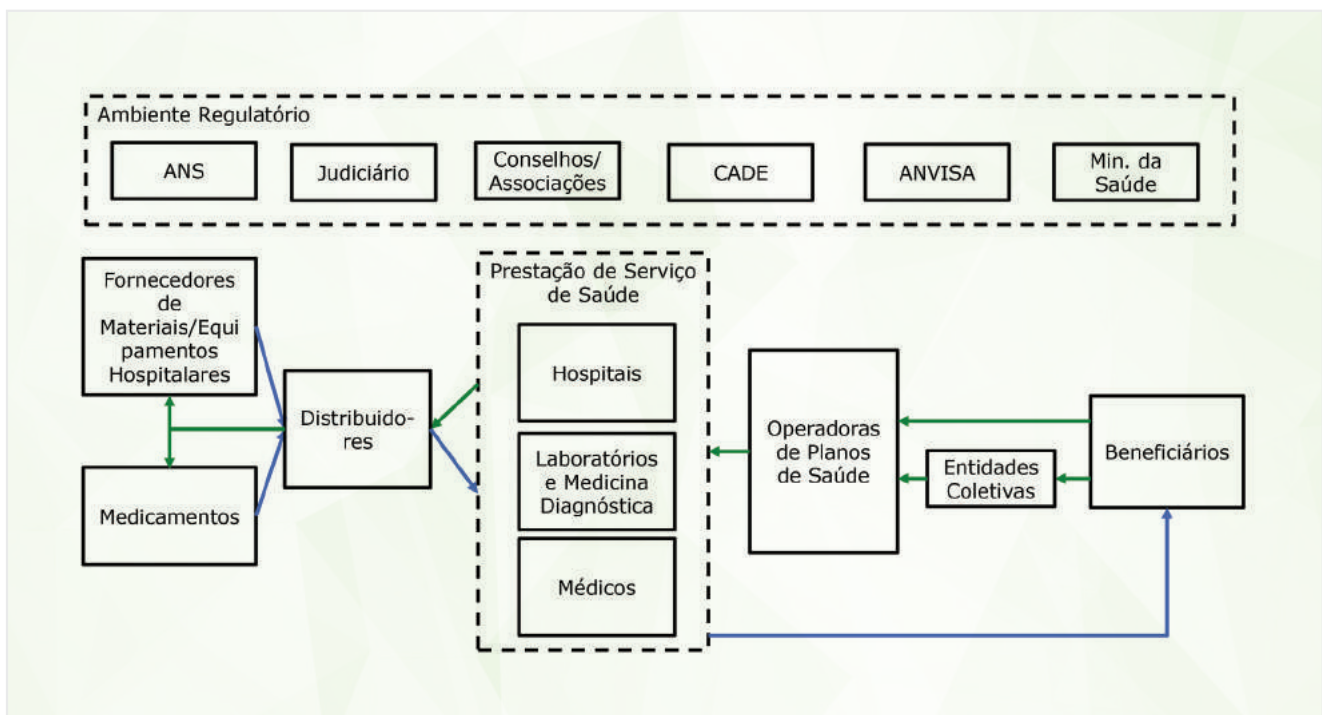 Ambiente Regulatório
ANS
Judiciário
Conselhos/
Associações
CADE
ANVISA
Min. da
Saúde
Fornecedores
de
Materiais/Equi
pamentos
Hospitalares
Medicamentos
Distribuido-
res
Prestação de Serviço
de Saúde
Hospitais
Laboratórios
e Medicina
Diagnóstica
Médicos
Operadoras
de Planos
de Saúde
Entidades
Coletivas
Beneficiários